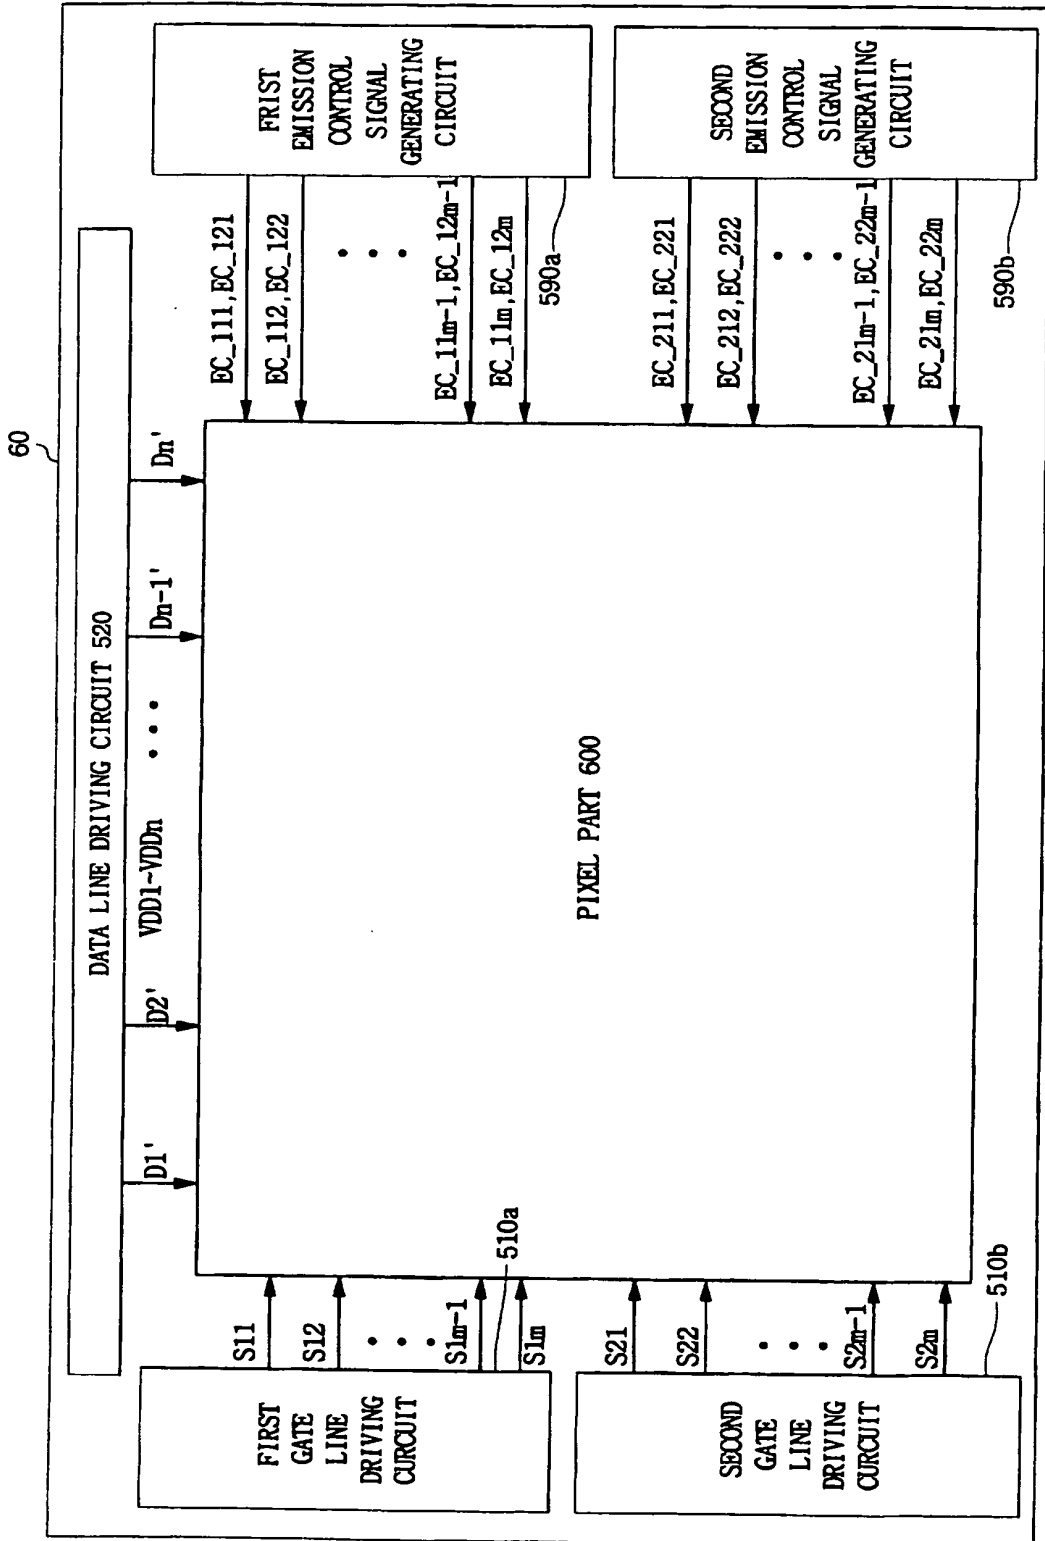 60
DATA LINE DRIVING CIRCUIT 520
D1'
D2'
VDD1~VDDn
Dn-1'
Dn'
FIRST
GATE
LINE
DRIVING
CURCUIT
S11
S12
S1m-1
S1m
510a
SECOND
GATE
LINE
DRIVING
CURCUIT
S21
S22
S2m-1
S2m
510b
PIXEL PART 600
EC_111,EC_121
EC_112,EC_122
EC_11m-1,EC_12m-1
EC_11m,EC_12m
FRIST
EMISSION
CONTROL
SIGNAL
GENERATING
CIRCUIT
590a
EC_211,EC_221
EC_212,EC_222
EC_21m-1,EC_22m-1
EC_21m,EC_22m
SECOND
EMISSION
CONTROL
SIGNAL
GENERATING
CIRCUIT
590b